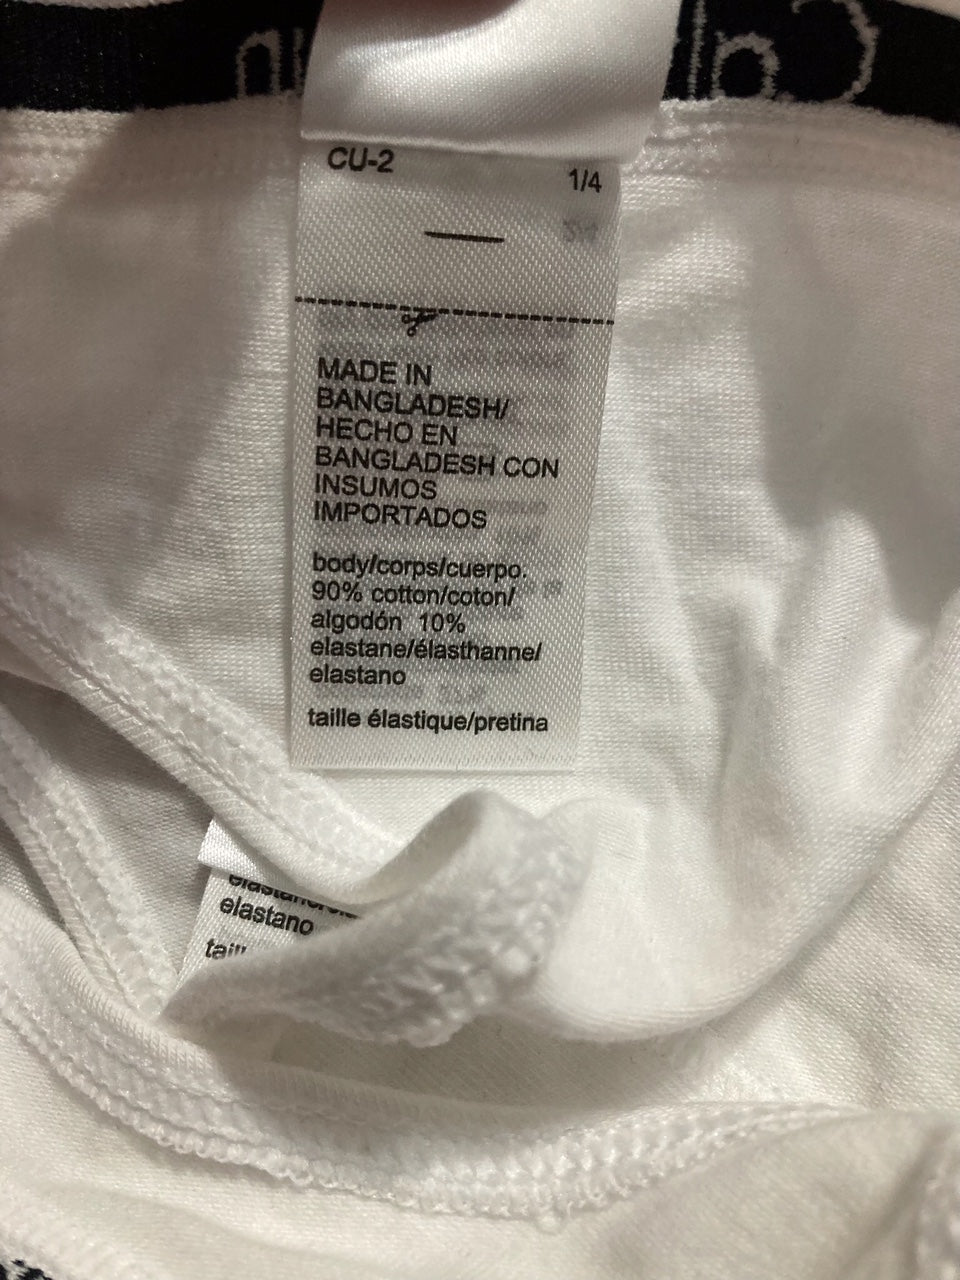 CU-2
1/4
MADE IN
BANGLADESH/
HECHO EN
BANGLADESH CON
INSUMOS
IMPORTADOS
body/corps/cuerpo.
90% cotton/coton/
algodón 10%
elastane/élasthanne/
elastano
taille élastique/pretina
elastano